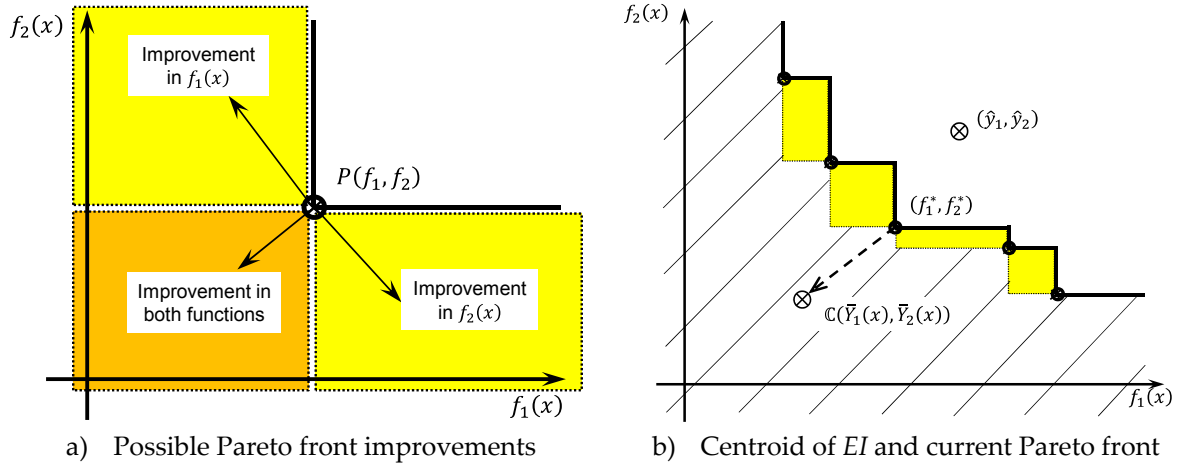 f₂(x)
Improvement
in f₁(x)
P(f₁, f₂)
Improvement in
both functions
Improvement
in f₂(x)
f₁(x)
a) Possible Pareto front improvements
f₂(x)
(ŷ₁, ŷ₂)
(f₁*, f₂*)
ℂ(Ȳ₁(x), Ȳ₂(x))
f₁(x)
b) Centroid of EI and current Pareto front